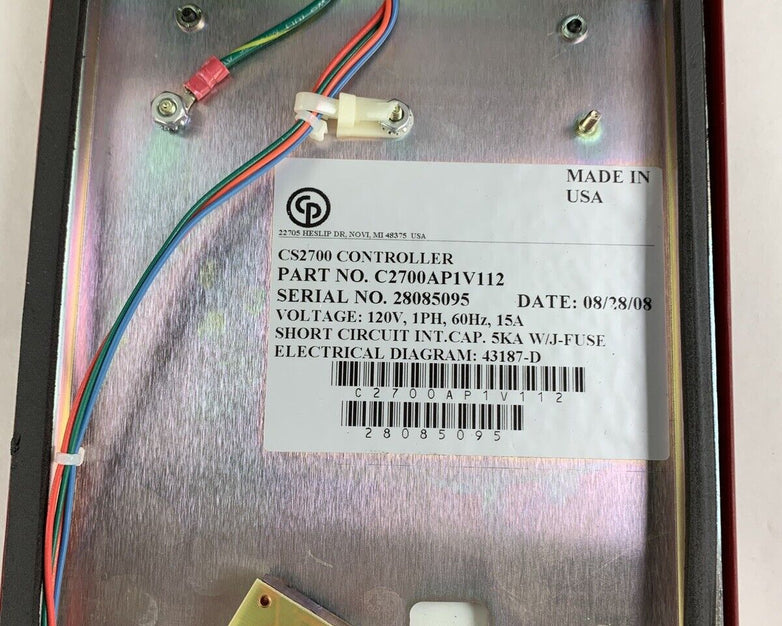 MADE IN
USA
CP
22705 HESLIP DR, NOVI, MI 48375 USA
CS2700 CONTROLLER
PART NO. C2700AP1V112
SERIAL NO. 28085095 DATE: 08/28/08
VOLTAGE: 120V, 1PH, 60Hz, 15A
SHORT CIRCUIT INT.CAP. 5KA W/J-FUSE
ELECTRICAL DIAGRAM: 43187-D
C2700AP1V112
28085095